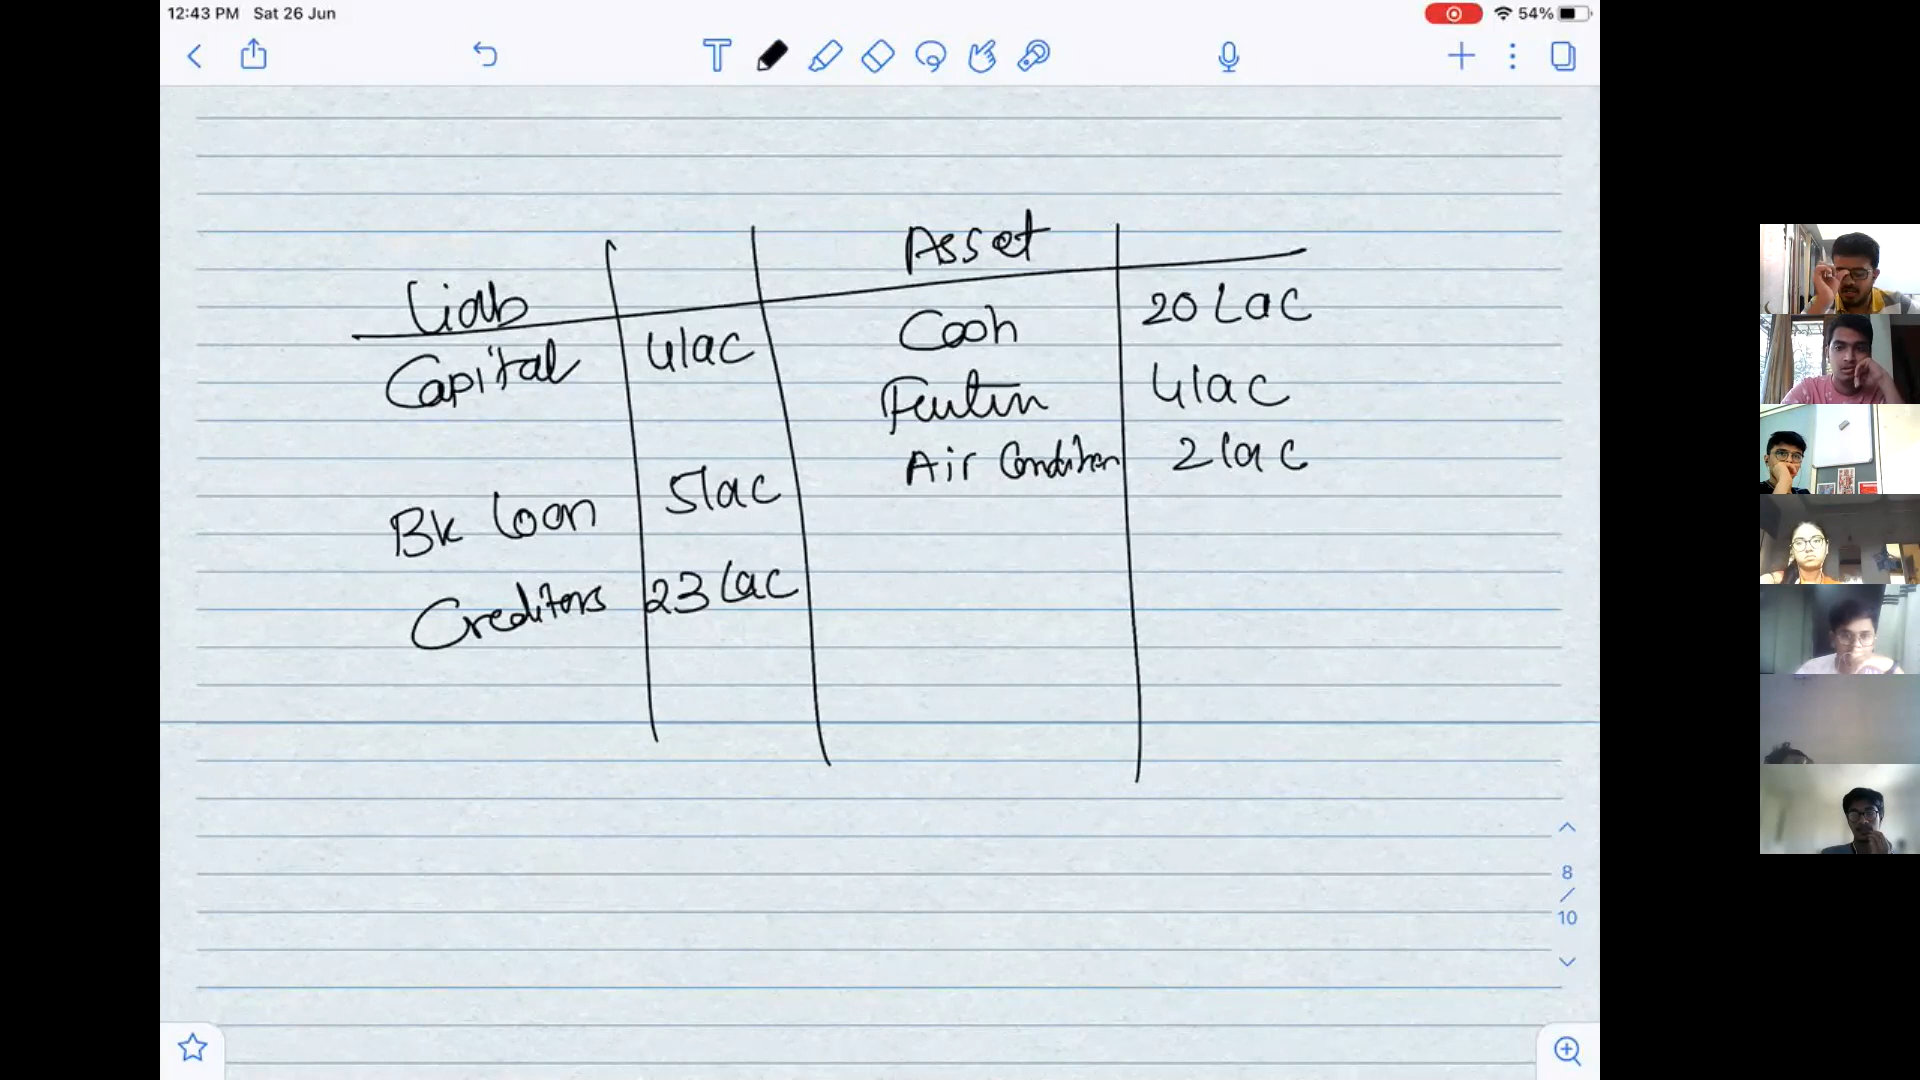 12:43 PM Sat 26 Jun
54%
Asset
Liab
Capital 4lac
Cash 20 Lac
4lac
Air Condition 2lac
Bk Loan 5lac
Creditors 23 Lac
8
/
10